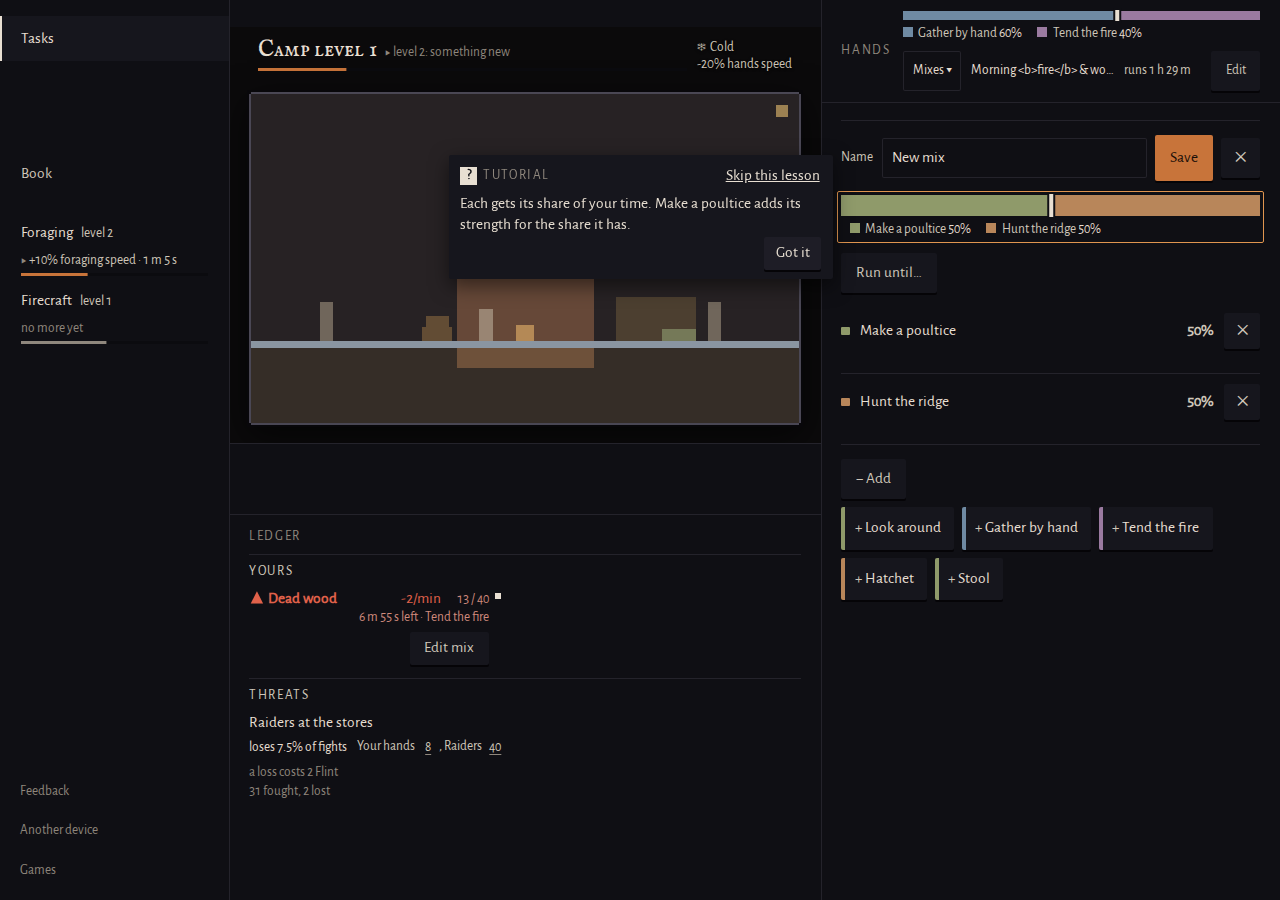 Tasks
Book
Foraging level 2
▸ +10% foraging speed · 1 m 5 s
Firecraft level 1
no more yet
Feedback
Another device
Games
Camp level 1 ▸ level 2: something new
❄ Cold
-20% hands speed
? TUTORIAL Skip this lesson
Each gets its share of your time. Make a poultice adds its
strength for the share it has.
Got it
LEDGER
YOURS
Dead wood -2/min 13 / 40
6 m 55 s left · Tend the fire
Edit mix
THREATS
Raiders at the stores
loses 7.5% of fights Your hands 8 , Raiders 40
a loss costs 2 Flint
31 fought, 2 lost
HANDS
Gather by hand 60% Tend the fire 40%
Mixes ▾ Morning <b>fire</b> & wo… runs 1 h 29 m Edit
Name New mix Save ×
Make a poultice 50% Hunt the ridge 50%
Run until…
Make a poultice 50% ×
Hunt the ridge 50% ×
– Add
+ Look around + Gather by hand + Tend the fire
+ Hatchet + Stool